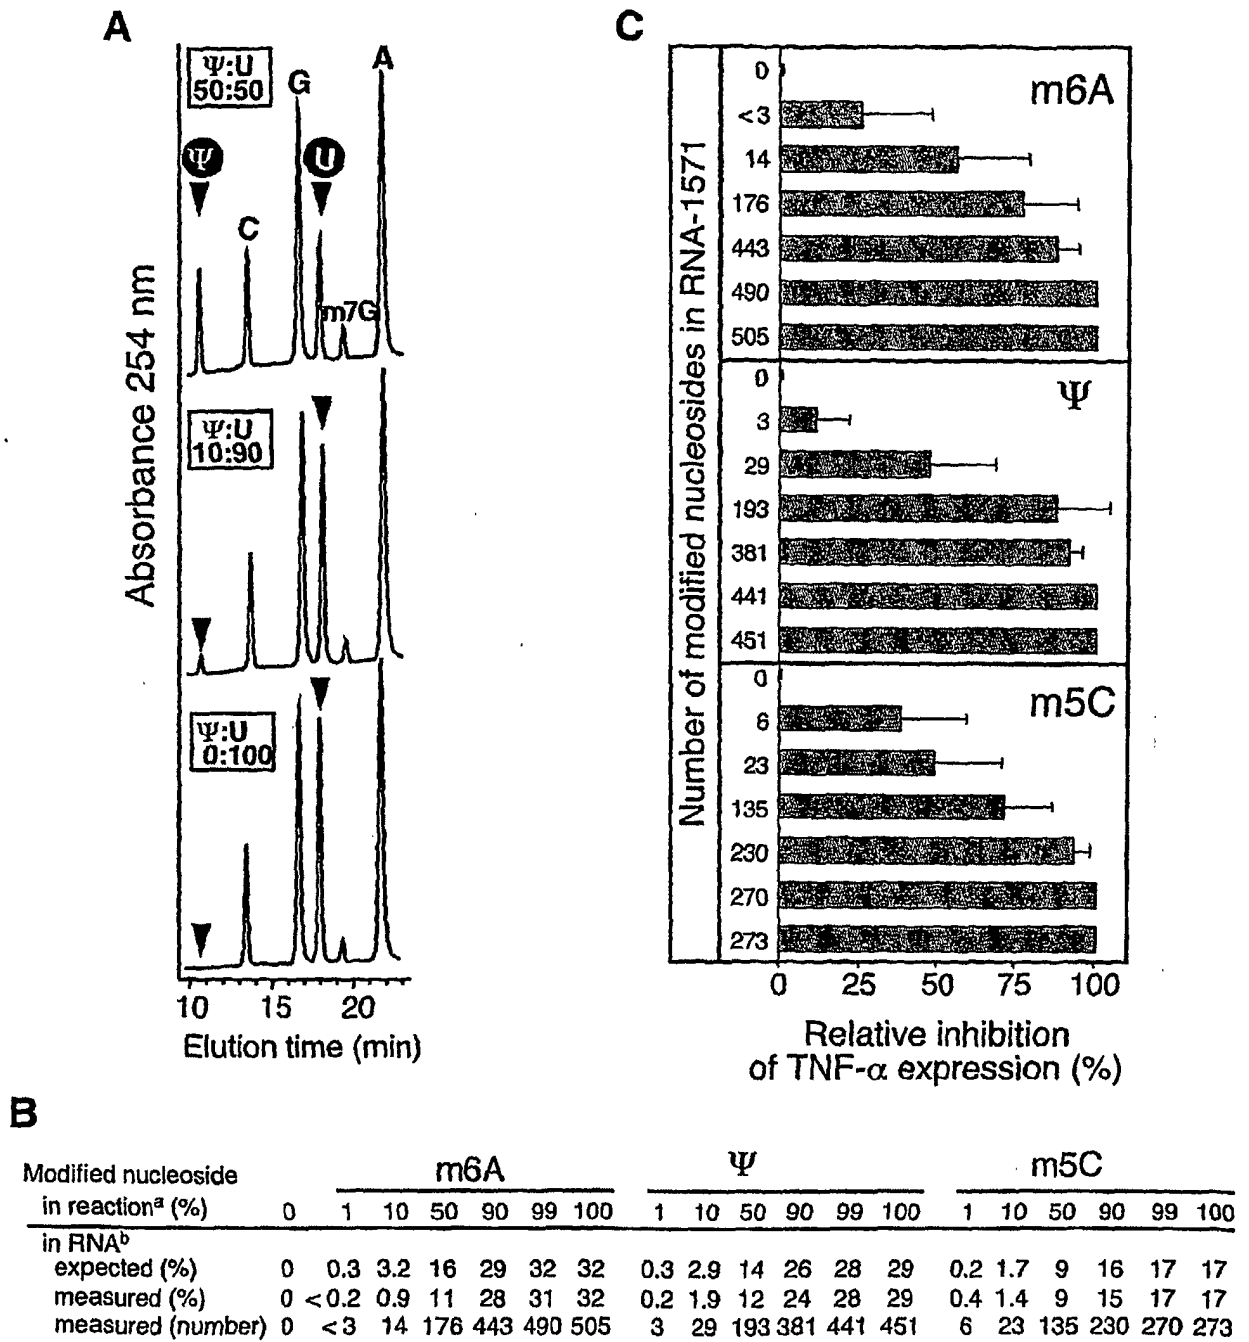 A
Ψ:U
50:50
Ψ
C
G
U
m7G
A
Ψ:U
10:90
Ψ:U
0:100
Absorbance 254 nm
10 15 20
Elution time (min)
C
Number of modified nucleosides in RNA-1571
m6A
0
<3
14
176
443
490
505
Ψ
0
3
29
193
381
441
451
m5C
0
6
23
135
230
270
273
0 25 50 75 100
Relative inhibition
of TNF-α expression (%)
B
Modified nucleoside m6A Ψ m5C
in reactionᵃ (%) 0 1 10 50 90 99 100 1 10 50 90 99 100 1 10 50 90 99 100
in RNAᵇ
expected (%) 0 0.3 3.2 16 29 32 32 0.3 2.9 14 26 28 29 0.2 1.7 9 16 17 17
measured (%) 0 <0.2 0.9 11 28 31 32 0.2 1.9 12 24 28 29 0.4 1.4 9 15 17 17
measured (number) 0 <3 14 176 443 490 505 3 29 193 381 441 451 6 23 135 230 270 273